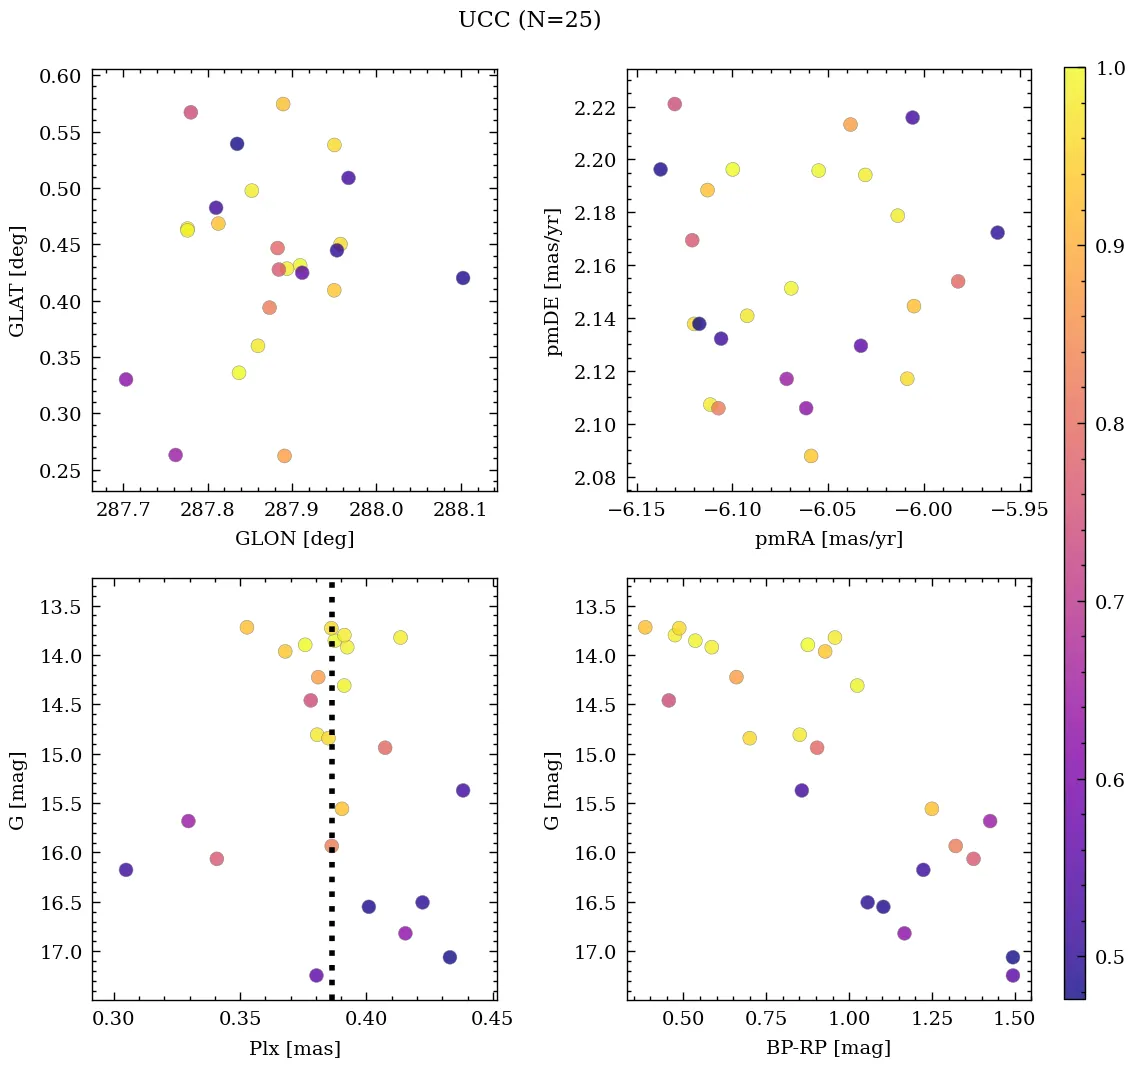 UCC (N=25)
0.60
0.55
0.50
0.45
0.40
0.35
0.30
0.25
GLAT [deg]
287.7 287.8 287.9 288.0 288.1
GLON [deg]
2.22
2.20
2.18
2.16
2.14
2.12
2.10
2.08
pmDE [mas/yr]
−6.15 −6.10 −6.05 −6.00 −5.95
pmRA [mas/yr]
13.5
14.0
14.5
15.0
15.5
16.0
16.5
17.0
G [mag]
0.30 0.35 0.40 0.45
Plx [mas]
13.5
14.0
14.5
15.0
15.5
16.0
16.5
17.0
G [mag]
0.50 0.75 1.00 1.25 1.50
BP-RP [mag]
1.0
0.9
0.8
0.7
0.6
0.5